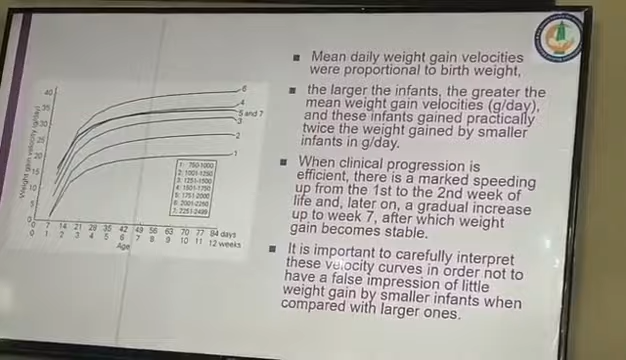 Mean daily weight gain velocities
were proportional to birth weight,
the larger the infants, the greater the
mean weight gain velocities (g/day),
and these infants gained practically
twice the weight gained by smaller
infants in g/day.
When clinical progression is
efficient, there is a marked speeding
up from the 1st to the 2nd week of
life and, later on, a gradual increase
up to week 7, after which weight
gain becomes stable.
It is important to carefully interpret
these velocity curves in order not to
have a false impression of little
weight gain by smaller infants when
compared with larger ones.
Weight gain velocity (g/day)
40
35
30
25
20
15
10
5
0
6
4
5 and 7
3
2
1
1: 750-1000
2: 1001-1250
3: 1251-1500
4: 1501-1750
5: 1751-2000
6: 2001-2250
7: 2251-2499
0 7 14 21 28 35 42 49 56 63 70 77 84 days
0 1 2 3 4 5 6 7 8 9 10 11 12 weeks
Age